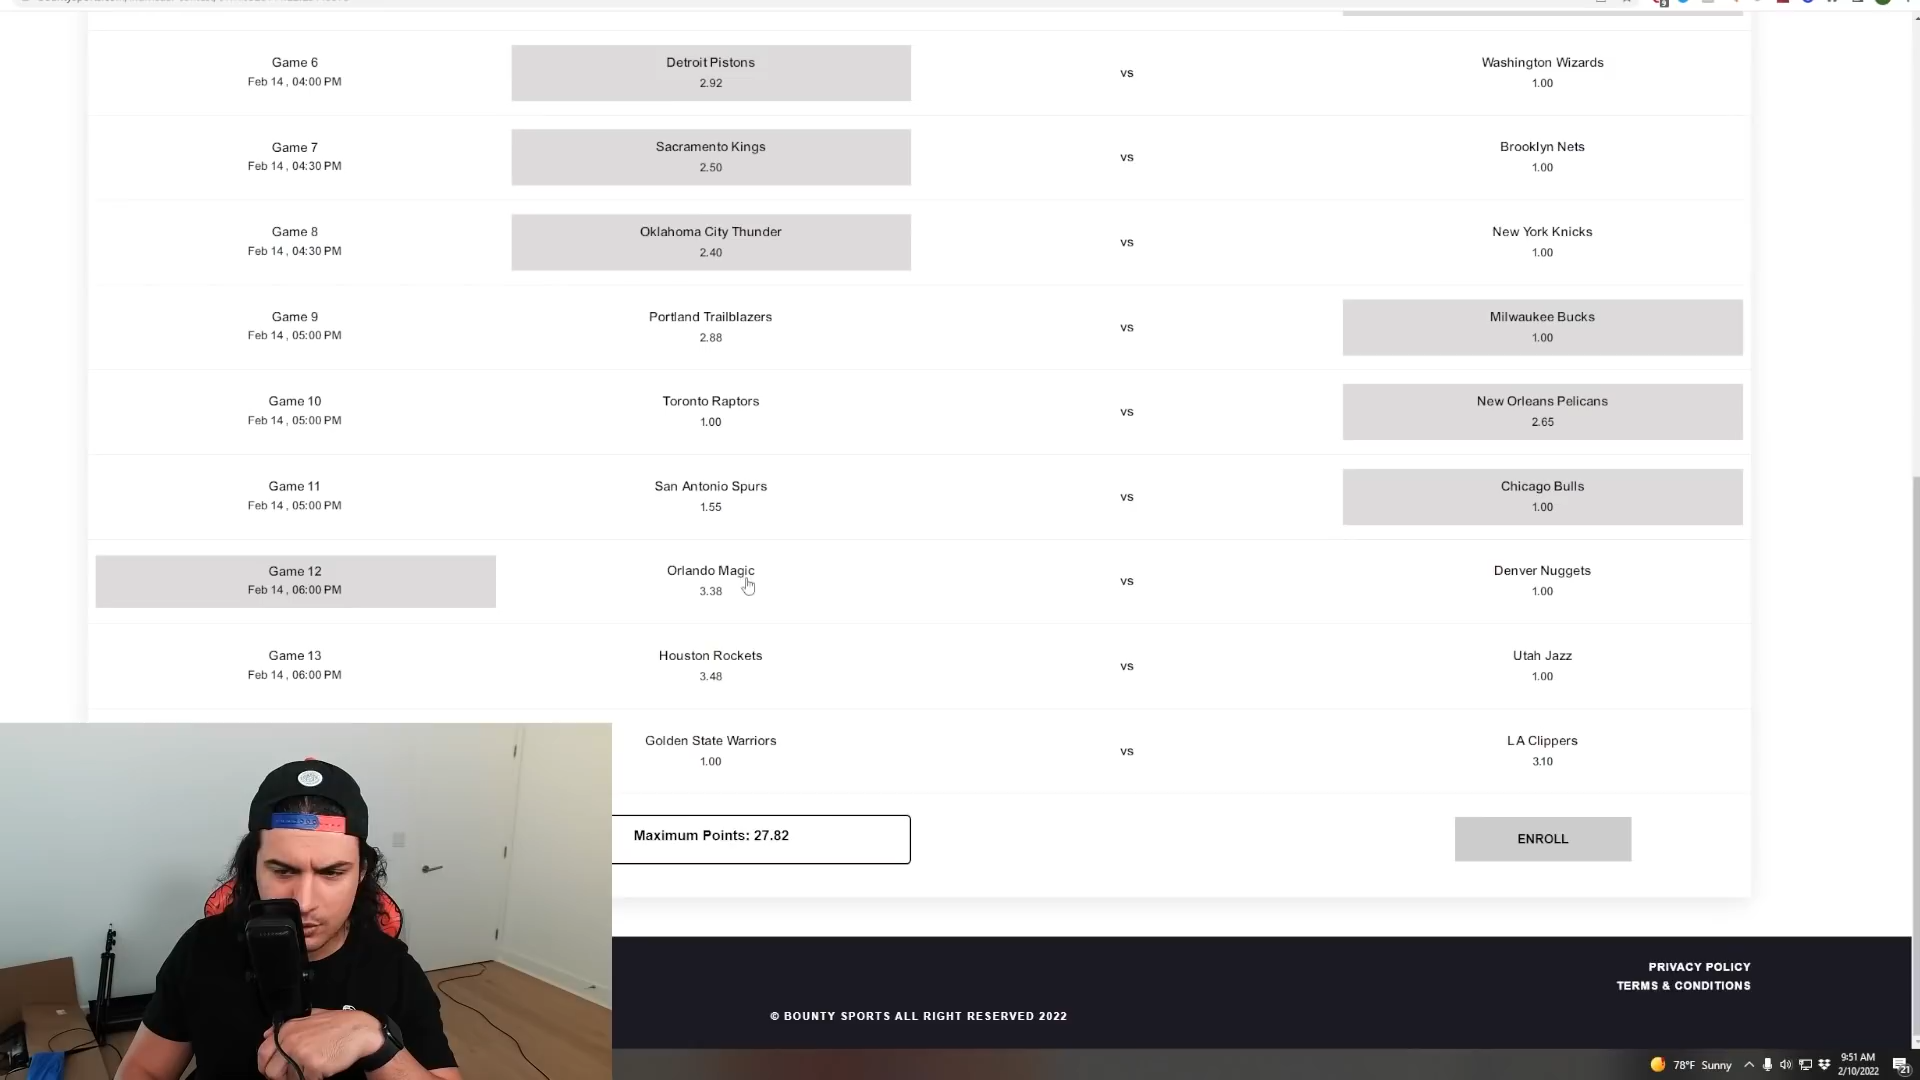 Game 6
Feb 14 , 04:00 PM
Detroit Pistons
2.92
vs
Washington Wizards
1.00
Game 7
Feb 14 , 04:30 PM
Sacramento Kings
2.50
vs
Brooklyn Nets
1.00
Game 8
Feb 14 , 04:30 PM
Oklahoma City Thunder
2.40
vs
New York Knicks
1.00
Game 9
Feb 14 , 05:00 PM
Portland Trailblazers
2.88
vs
Milwaukee Bucks
1.00
Game 10
Feb 14 , 05:00 PM
Toronto Raptors
1.00
vs
New Orleans Pelicans
2.65
Game 11
Feb 14 , 05:00 PM
San Antonio Spurs
1.55
vs
Chicago Bulls
1.00
Game 12
Feb 14 , 06:00 PM
Orlando Magic
3.38
vs
Denver Nuggets
1.00
Game 13
Feb 14 , 06:00 PM
Houston Rockets
3.48
vs
Utah Jazz
1.00
Golden State Warriors
1.00
vs
LA Clippers
3.10
Maximum Points: 27.82
ENROLL
PRIVACY POLICY
TERMS & CONDITIONS
© BOUNTY SPORTS ALL RIGHT RESERVED 2022
78°F Sunny
9:51 AM
2/10/2022
21